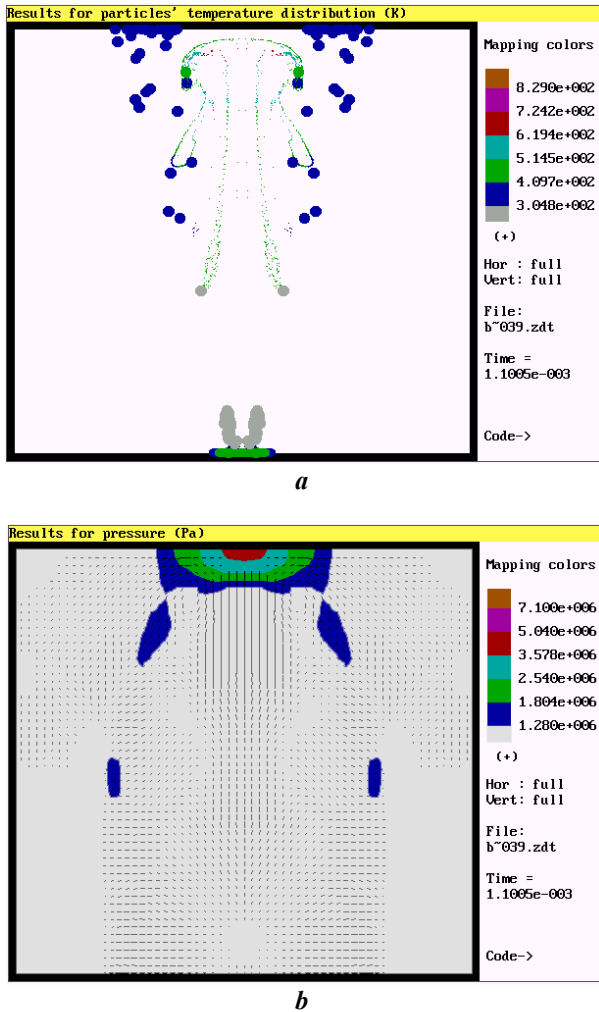 Results for particles' temperature distribution (K)
Mapping colors
8.290e+002
7.242e+002
6.194e+002
5.145e+002
4.097e+002
3.048e+002
(+)
Hor : full
Vert: full
File:
b~039.zdt
Time =
1.1005e-003
Code->
a
Results for pressure (Pa)
Mapping colors
7.100e+006
5.040e+006
3.578e+006
2.540e+006
1.804e+006
1.280e+006
(+)
Hor : full
Vert: full
File:
b~039.zdt
Time =
1.1005e-003
Code->
b